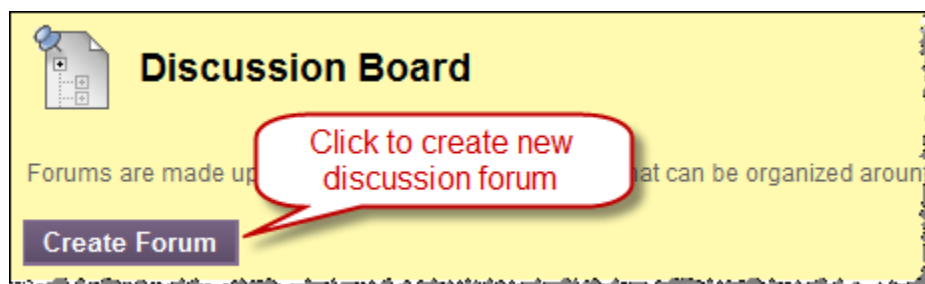 Discussion Board
Click to create new
discussion forum
Forums are made up hat can be organized aroun
Create Forum